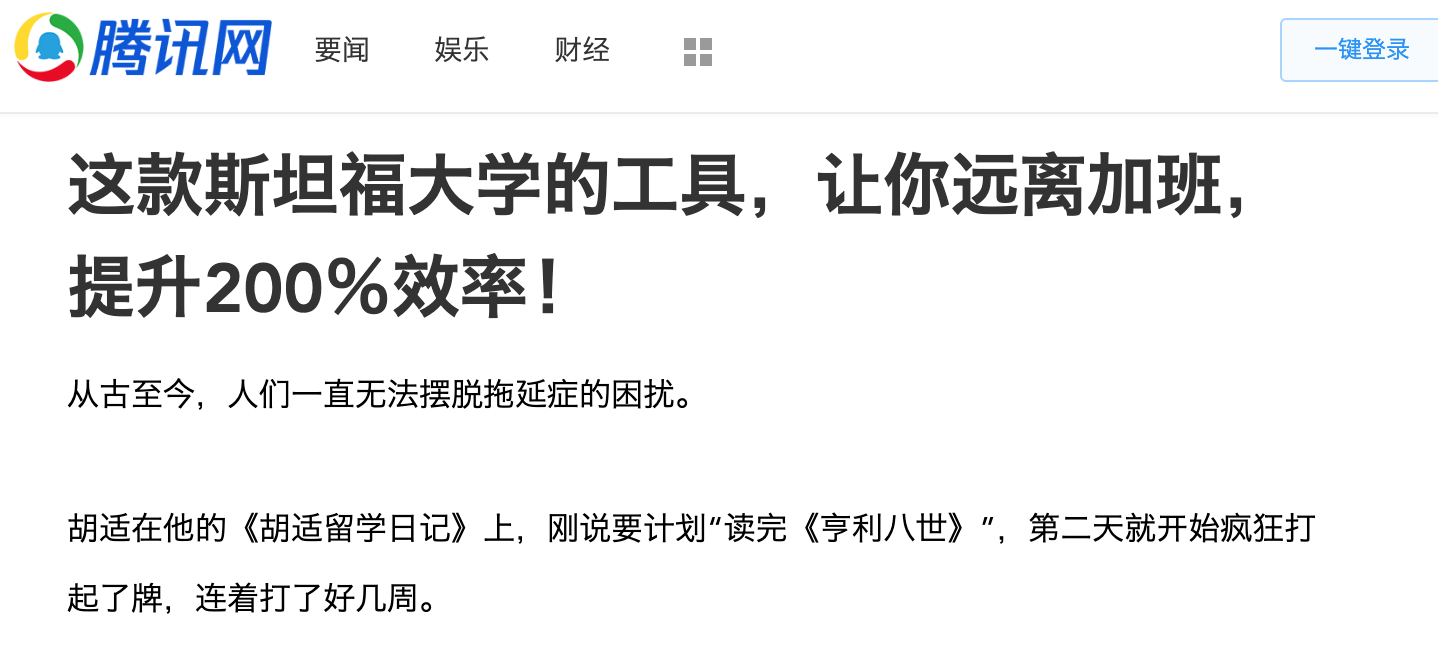 腾讯网 要闻 娱乐 财经 一键登录
这款斯坦福大学的工具，让你远离加班，
提升200%效率！
从古至今，人们一直无法摆脱拖延症的困扰。
胡适在他的《胡适留学日记》上，刚说要计划“读完《亨利八世》”，第二天就开始疯狂打
起了牌，连着打了好几周。